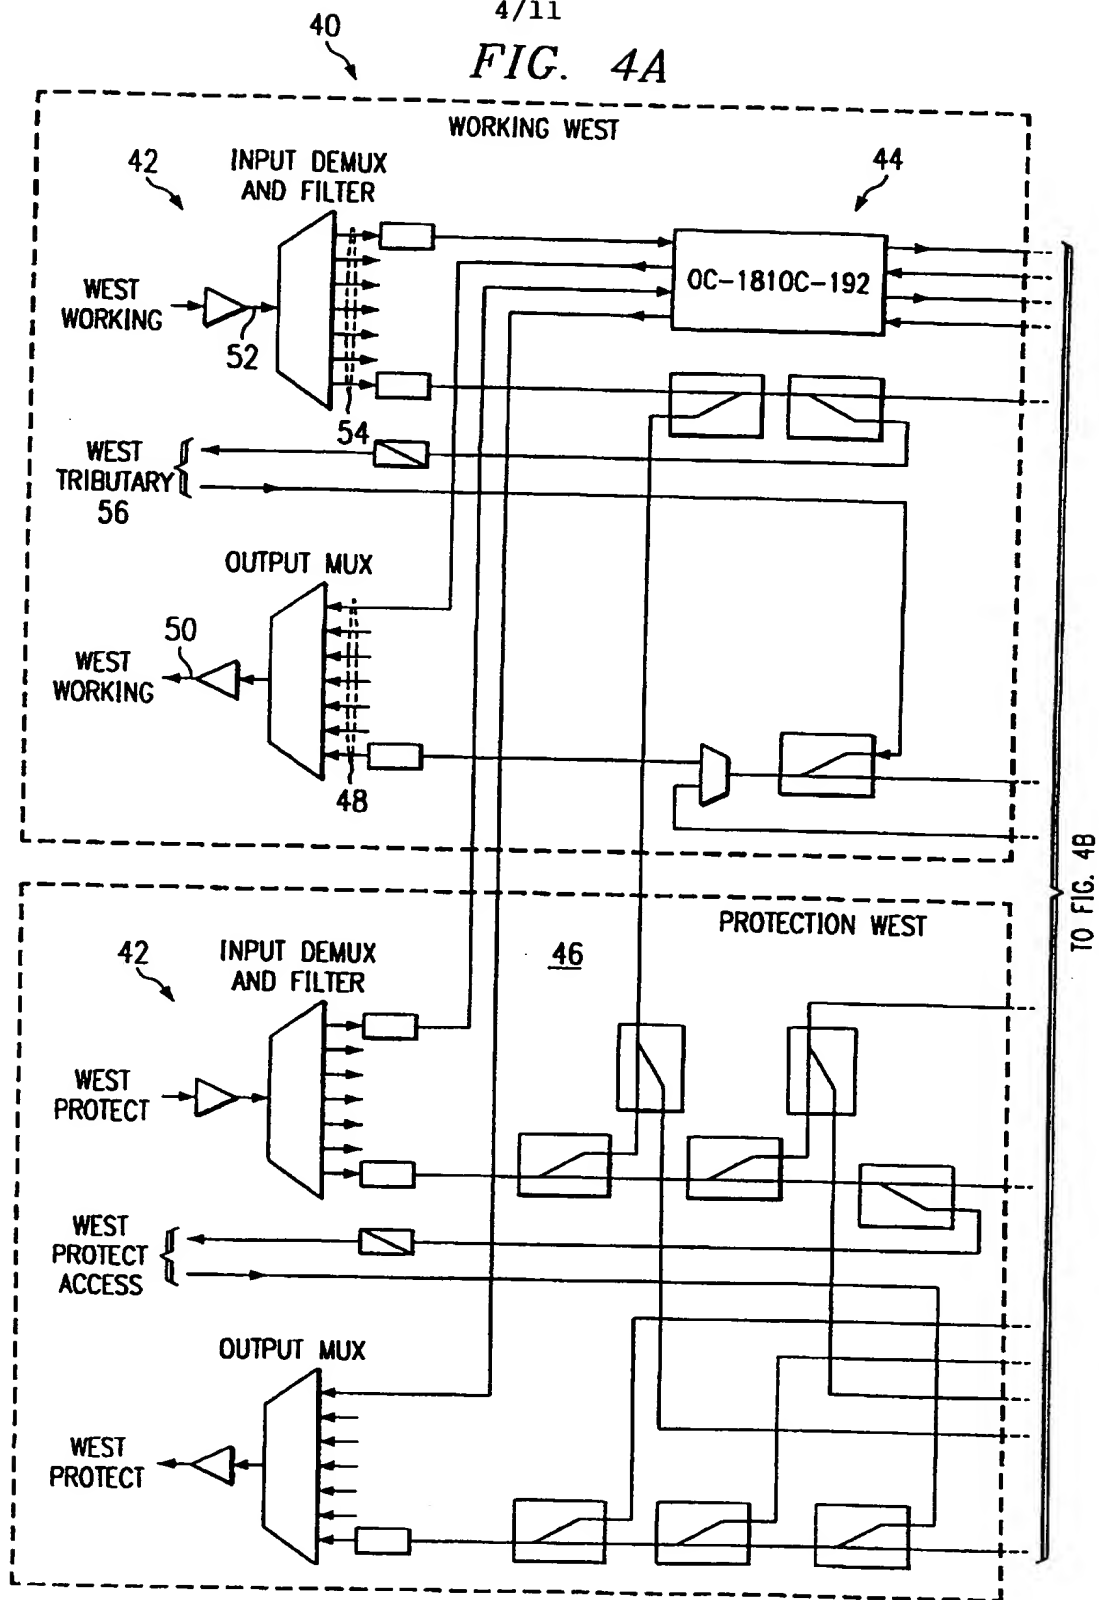 4/11
40
FIG. 4A
WORKING WEST
42
INPUT DEMUX
AND FILTER
44
WEST
WORKING
52
OC-1810C-192
54
WEST
TRIBUTARY
56
OUTPUT MUX
50
WEST
WORKING
48
TO FIG. 4B
PROTECTION WEST
42
INPUT DEMUX
AND FILTER
46
WEST
PROTECT
WEST
PROTECT
ACCESS
OUTPUT MUX
WEST
PROTECT